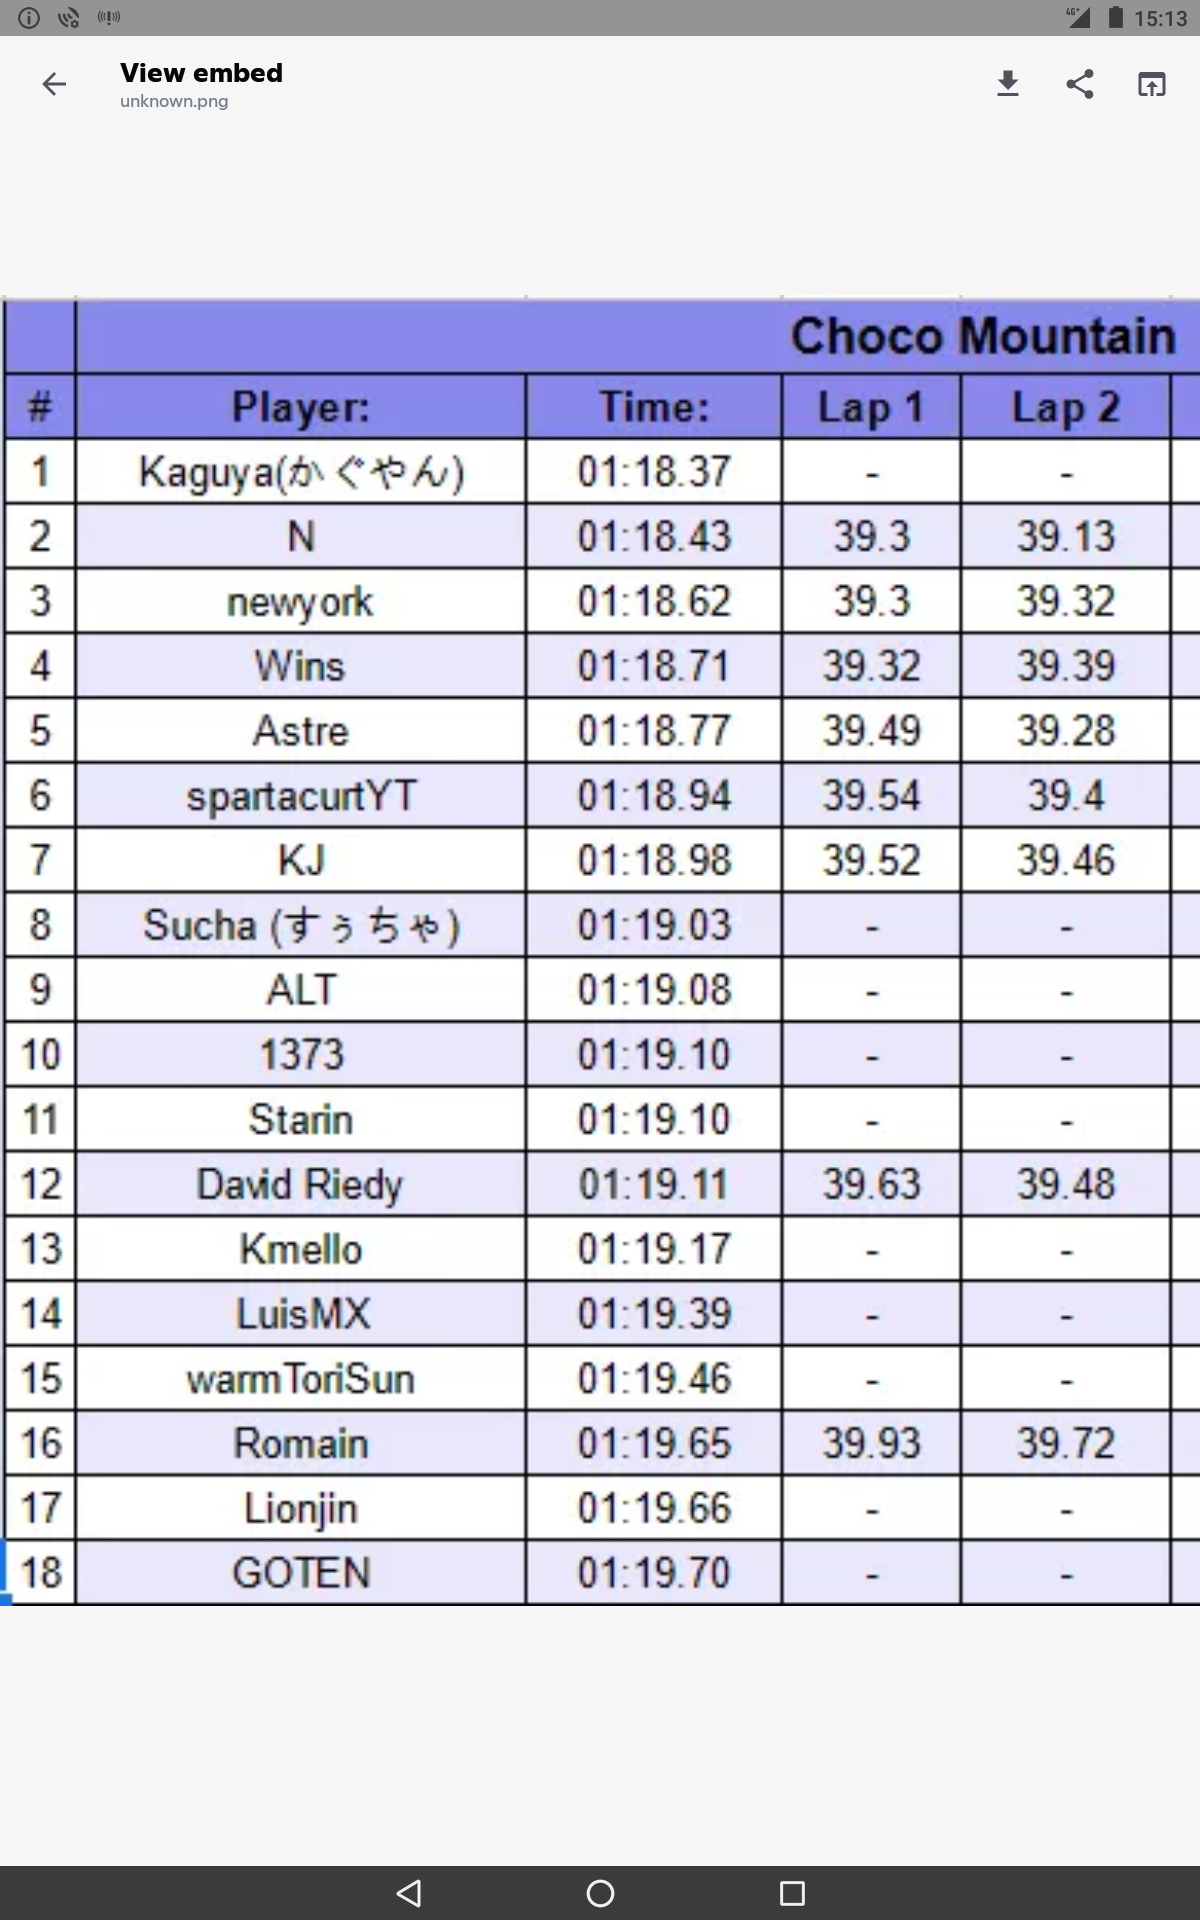 15:13
View embed
unknown.png
Choco Mountain
# Player: Time: Lap 1 Lap 2
1 Kaguya(かぐやん) 01:18.37 - -
2 N 01:18.43 39.3 39.13
3 newyork 01:18.62 39.3 39.32
4 Wins 01:18.71 39.32 39.39
5 Astre 01:18.77 39.49 39.28
6 spartacurtYT 01:18.94 39.54 39.4
7 KJ 01:18.98 39.52 39.46
8 Sucha (すぅちゃ) 01:19.03 - -
9 ALT 01:19.08 - -
10 1373 01:19.10 - -
11 Starin 01:19.10 - -
12 David Riedy 01:19.11 39.63 39.48
13 Kmello 01:19.17 - -
14 LuisMX 01:19.39 - -
15 warmToriSun 01:19.46 - -
16 Romain 01:19.65 39.93 39.72
17 Lionjin 01:19.66 - -
18 GOTEN 01:19.70 - -